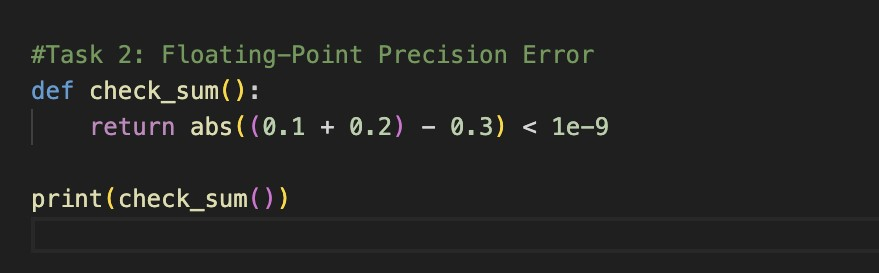 #Task 2: Floating-Point Precision Error
def check_sum():
    return abs((0.1 + 0.2) - 0.3) < 1e-9
print(check_sum())